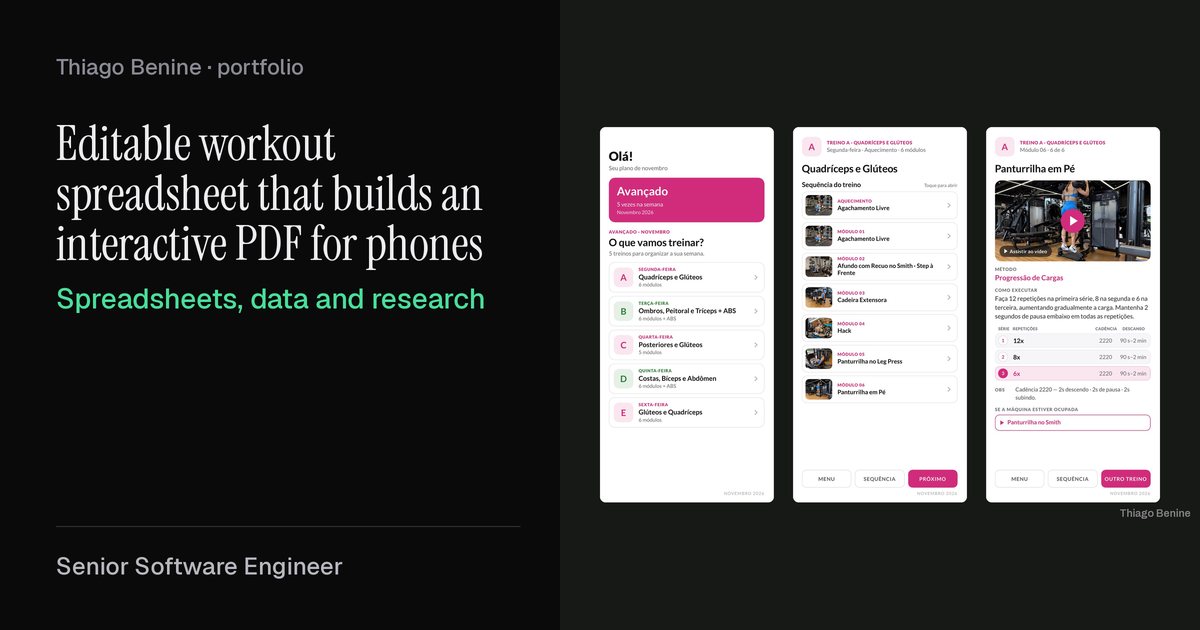 Thiago Benine · portfolio
Editable workout
spreadsheet that builds an
interactive PDF for phones
Spreadsheets, data and research
Senior Software Engineer
Olá!
Seu plano de novembro
Avançado
5 vezes na semana
Novembro 2026
AVANÇADO · NOVEMBRO
O que vamos treinar?
5 treinos para organizar a sua semana.
A
SEGUNDA-FEIRA
Quadríceps e Glúteos
6 módulos
B
TERÇA-FEIRA
Ombros, Peitoral e Tríceps + ABS
6 módulos + ABS
C
QUARTA-FEIRA
Posteriores e Glúteos
5 módulos
D
QUINTA-FEIRA
Costas, Bíceps e Abdômen
6 módulos + ABS
E
SEXTA-FEIRA
Glúteos e Quadríceps
6 módulos
NOVEMBRO 2026
A
TREINO A · QUADRÍCEPS E GLÚTEOS
Segunda-feira · Aquecimento · 6 módulos
Quadríceps e Glúteos
Sequência do treino
Toque para abrir
AQUECIMENTO
Agachamento Livre
MÓDULO 01
Agachamento Livre
MÓDULO 02
Afundo com Recuo no Smith · Step à
Frente
MÓDULO 03
Cadeira Extensora
MÓDULO 04
Hack
MÓDULO 05
Panturrilha no Leg Press
MÓDULO 06
Panturrilha em Pé
MENU
SEQUÊNCIA
PRÓXIMO
NOVEMBRO 2026
A
TREINO A · QUADRÍCEPS E GLÚTEOS
Módulo 06 · 6 de 6
Panturrilha em Pé
Assistir ao vídeo
MÉTODO
Progressão de Cargas
COMO EXECUTAR
Faça 12 repetições na primeira série, 8 na segunda e 6 na
terceira, aumentando gradualmente a carga. Mantenha 2
segundos de pausa embaixo em todas as repetições.
SÉRIE REPETIÇÕES CADÊNCIA DESCANSO
1 12x 2220 90 s–2 min
2 8x 2220 90 s–2 min
3 6x 2220 90 s–2 min
OBS Cadência 2220 — 2s descendo · 2s de pausa · 2s
subindo.
SE A MÁQUINA ESTIVER OCUPADA
Panturrilha no Smith
MENU
SEQUÊNCIA
OUTRO TREINO
NOVEMBRO 2026
Thiago Benine